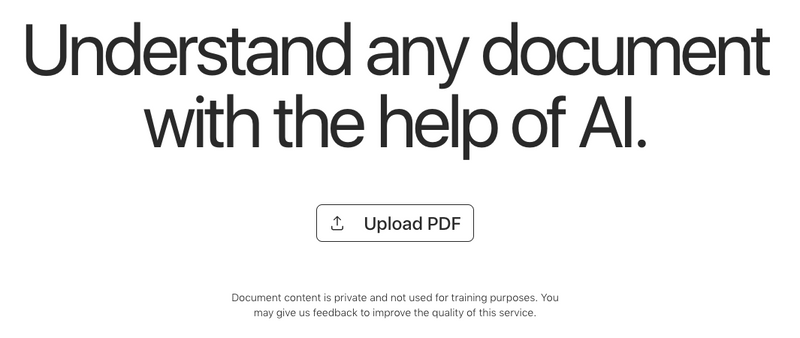 Understand any document
with the help of AI.
Upload PDF
Document content is private and not used for training purposes. You
may give us feedback to improve the quality of this service.